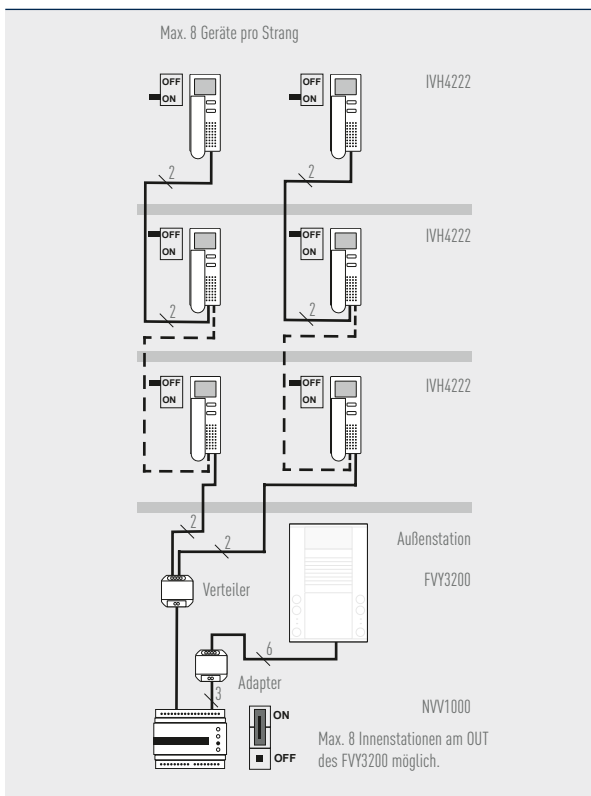 Max. 8 Geräte pro Strang
OFF
ON
OFF
ON
IVH4222
2
2
OFF
ON
OFF
ON
IVH4222
2
2
OFF
ON
OFF
ON
IVH4222
2
2
Außenstation
FVY3200
Verteiler
6
Adapter
3
NVV1000
ON
OFF
Max. 8 Innenstationen am OUT
des FVY3200 möglich.